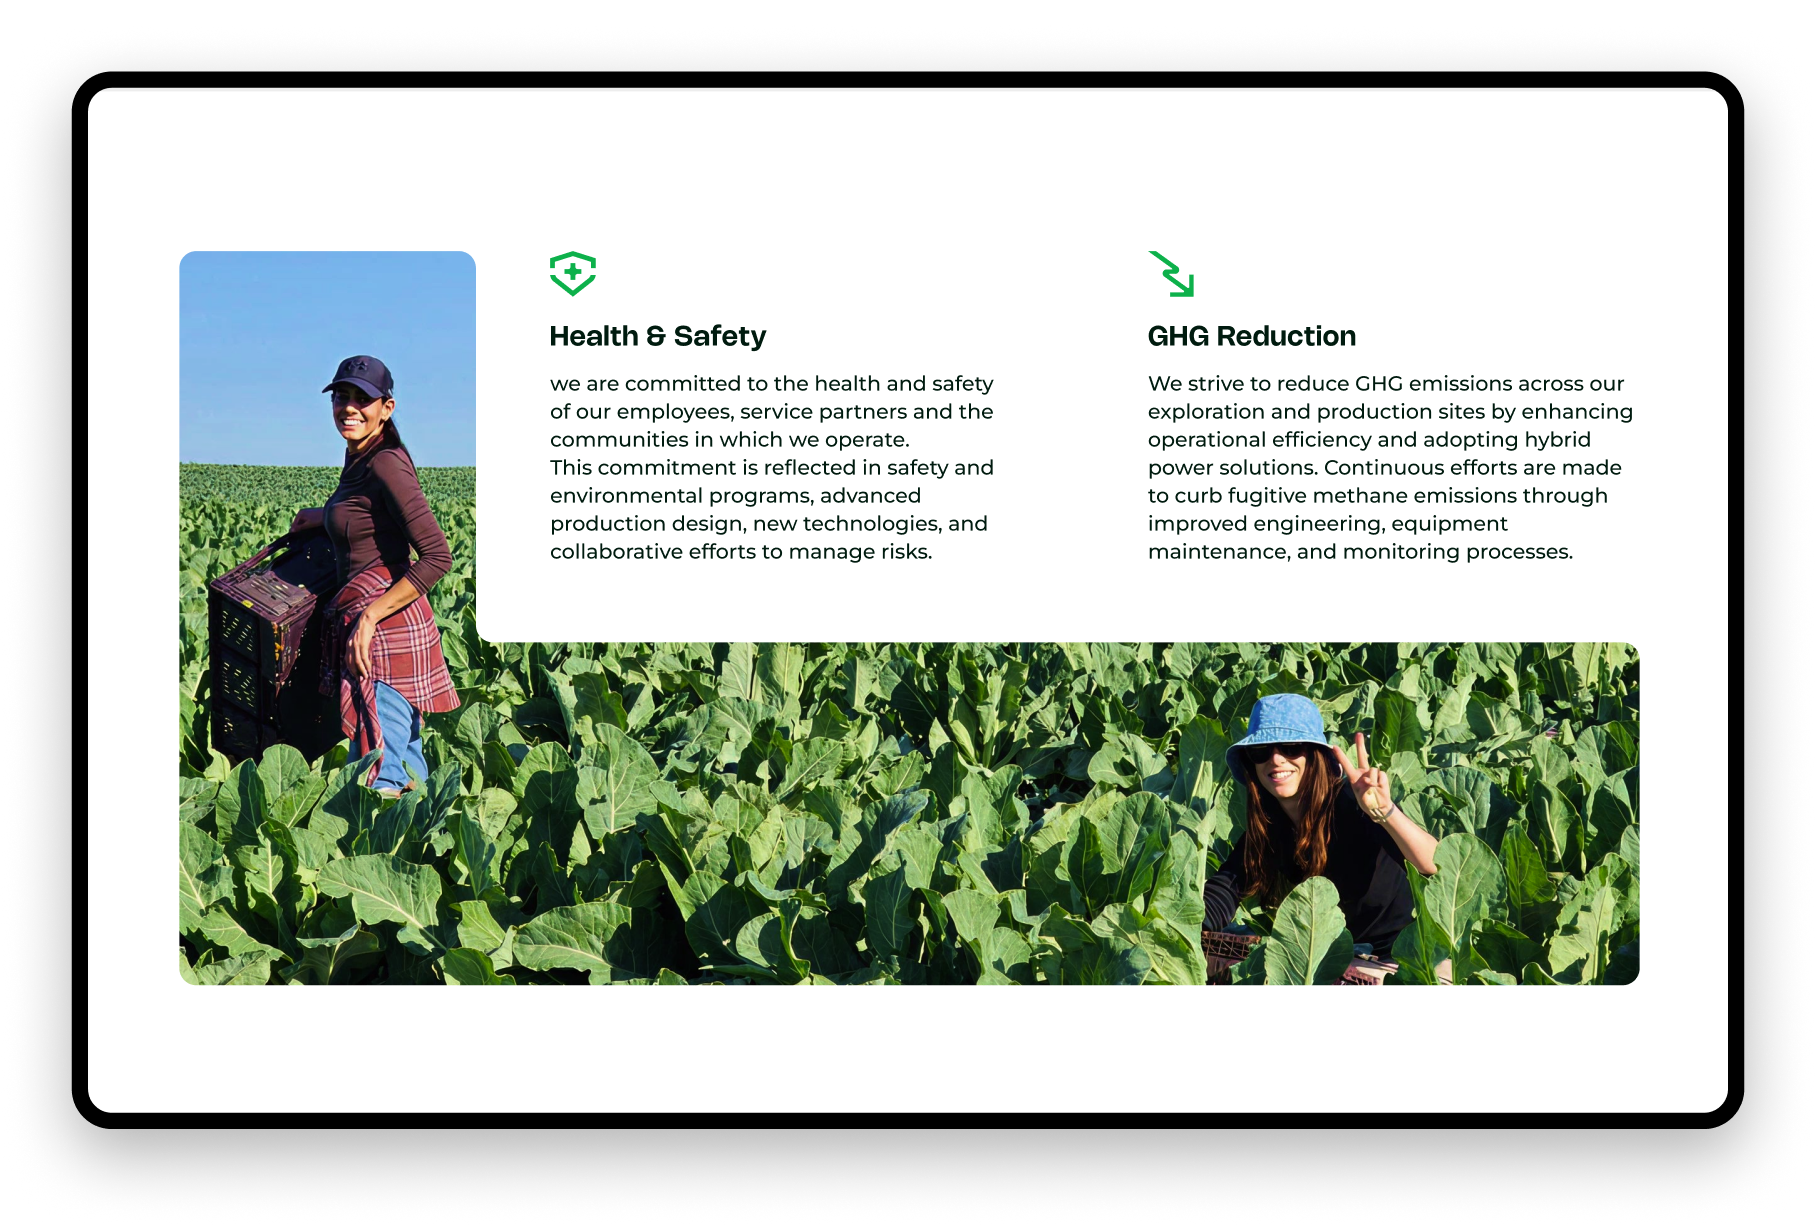 Health & Safety
we are committed to the health and safety
of our employees, service partners and the
communities in which we operate.
This commitment is reflected in safety and
environmental programs, advanced
production design, new technologies, and
collaborative efforts to manage risks.
GHG Reduction
We strive to reduce GHG emissions across our
exploration and production sites by enhancing
operational efficiency and adopting hybrid
power solutions. Continuous efforts are made
to curb fugitive methane emissions through
improved engineering, equipment
maintenance, and monitoring processes.